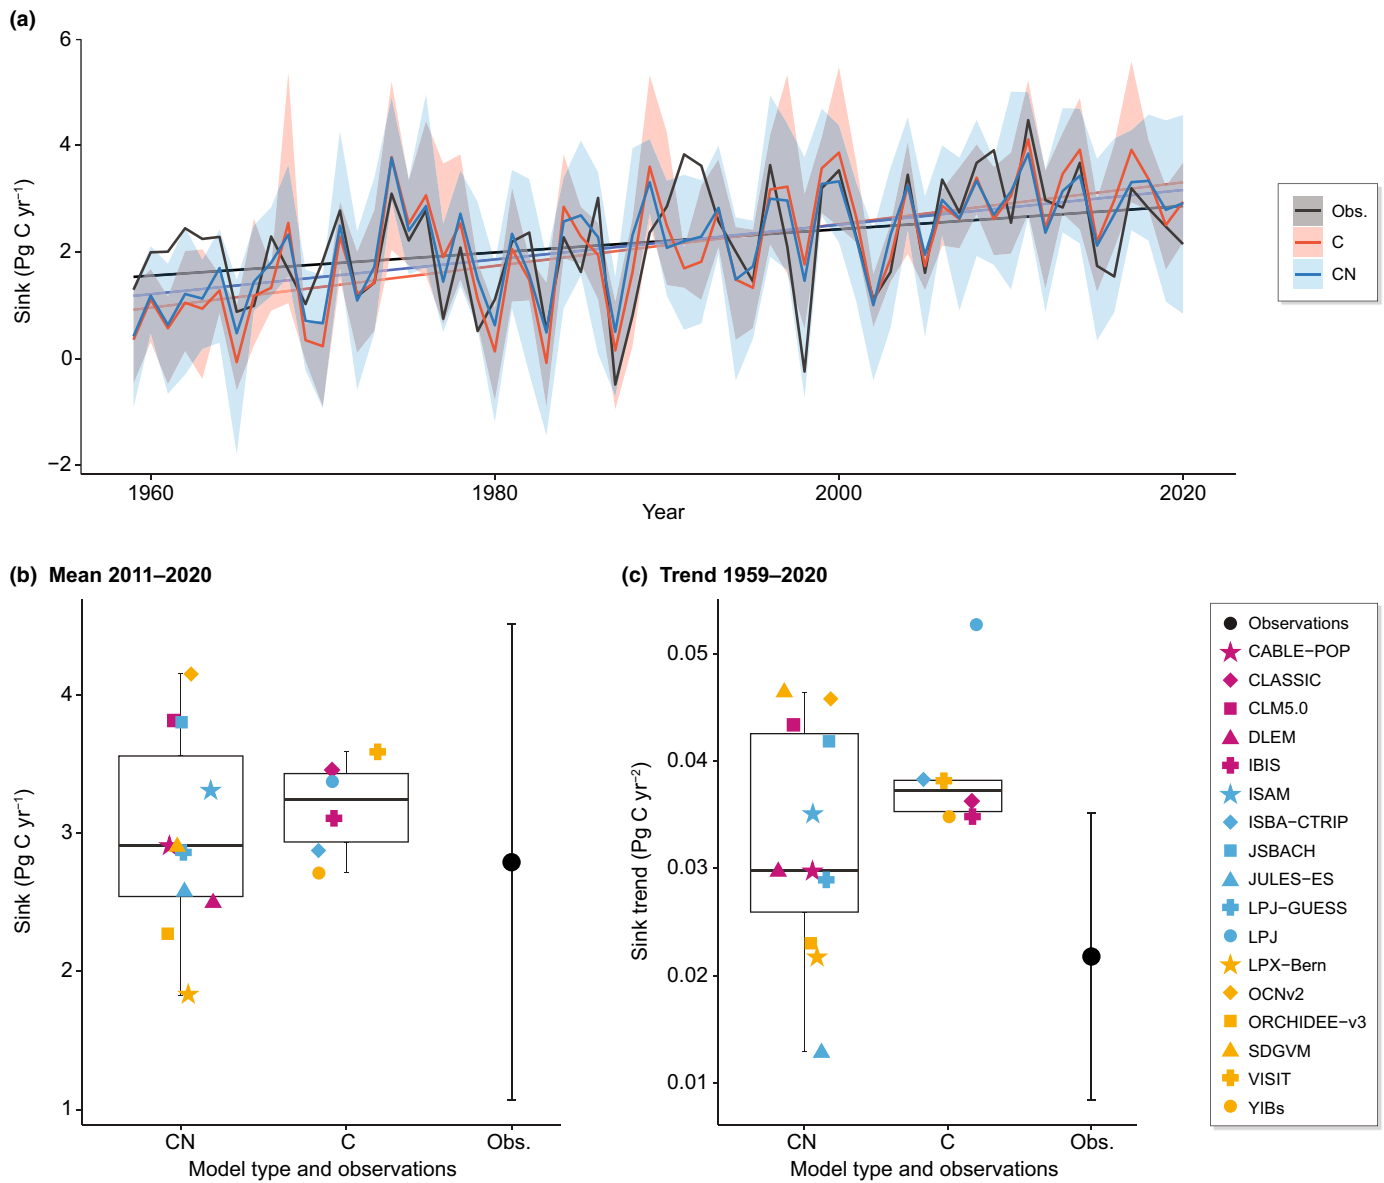 (a)
6
4
2
0
−2
Sink (Pg C yr⁻¹)
1960
1980
2000
2020
Year
Obs.
C
CN
(b) Mean 2011–2020
4
3
2
1
Sink (Pg C yr⁻¹)
CN
C
Obs.
Model type and observations
(c) Trend 1959–2020
0.05
0.04
0.03
0.02
0.01
Sink trend (Pg C yr⁻²)
CN
C
Obs.
Model type and observations
Observations
CABLE−POP
CLASSIC
CLM5.0
DLEM
IBIS
ISAM
ISBA−CTRIP
JSBACH
JULES−ES
LPJ−GUESS
LPJ
LPX−Bern
OCNv2
ORCHIDEE−v3
SDGVM
VISIT
YIBs